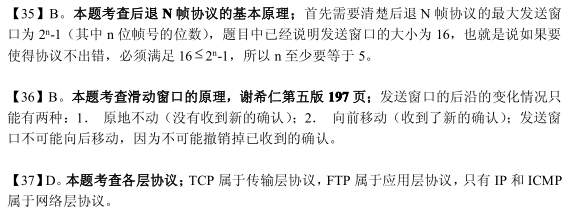 【35】B。本题考查后退 N 帧协议的基本原理；首先需要清楚后退 N 帧协议的最大发送窗
口为 2ⁿ-1（其中 n 位帧号的位数），题目中已经说明发送窗口的大小为 16，也就是说如果要
使得协议不出错，必须满足 16≤2ⁿ-1，所以 n 至少要等于 5。
【36】B。本题考查滑动窗口的原理，谢希仁第五版 197 页；发送窗口的后沿的变化情况只
能有两种：1． 原地不动（没有收到新的确认）；2． 向前移动（收到了新的确认）；发送窗
口不可能向后移动，因为不可能撤销掉已收到的确认。
【37】D。本题考查各层协议；TCP 属于传输层协议，FTP 属于应用层协议，只有 IP 和 ICMP
属于网络层协议。